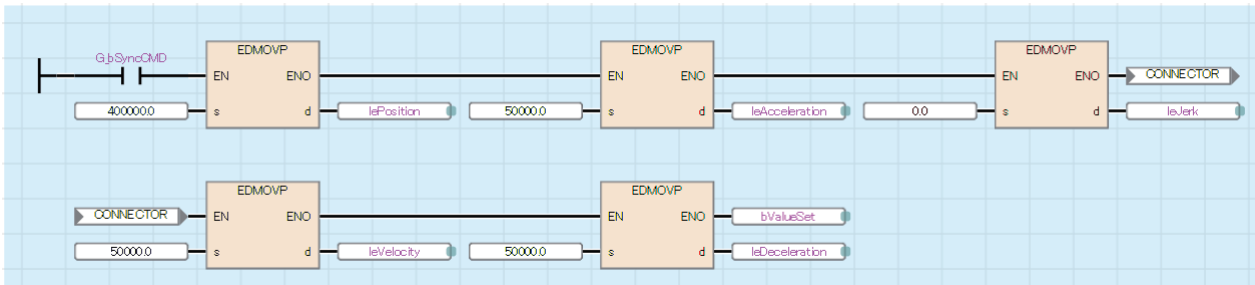 EDMOVP EDMOVP EDMOVP
G_bSyncCMD
EN ENO EN ENO EN ENO CONNECTOR
400000.0 s d lePosition 50000.0 s d leAcceleration 0.0 s d leJerk
EDMOVP EDMOVP
CONNECTOR EN ENO EN ENO bValueSet
50000.0 s d leVelocity 50000.0 s d leDeceleration